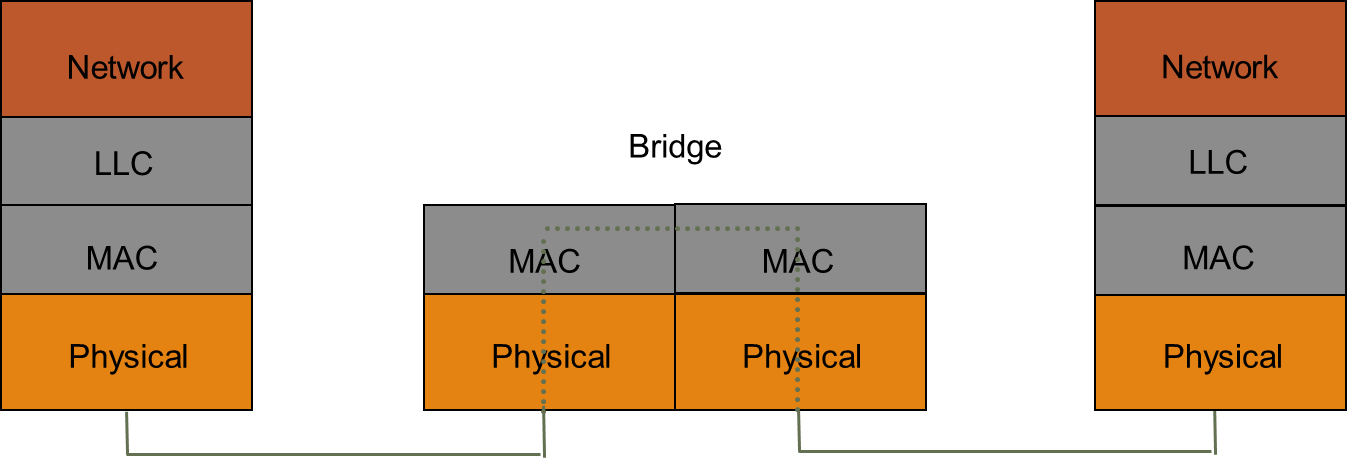 Network
LLC
MAC
Physical
Bridge
MAC MAC
Physical Physical
Network
LLC
MAC
Physical